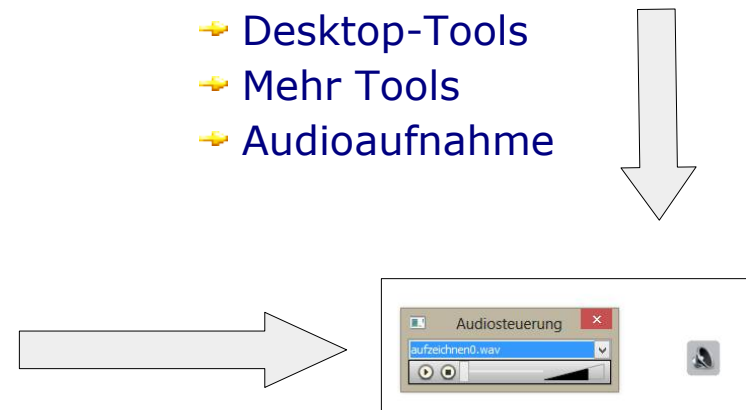 Desktop-Tools
Mehr Tools
Audioaufnahme
Audiosteuerung
aufzeichnen0.wav